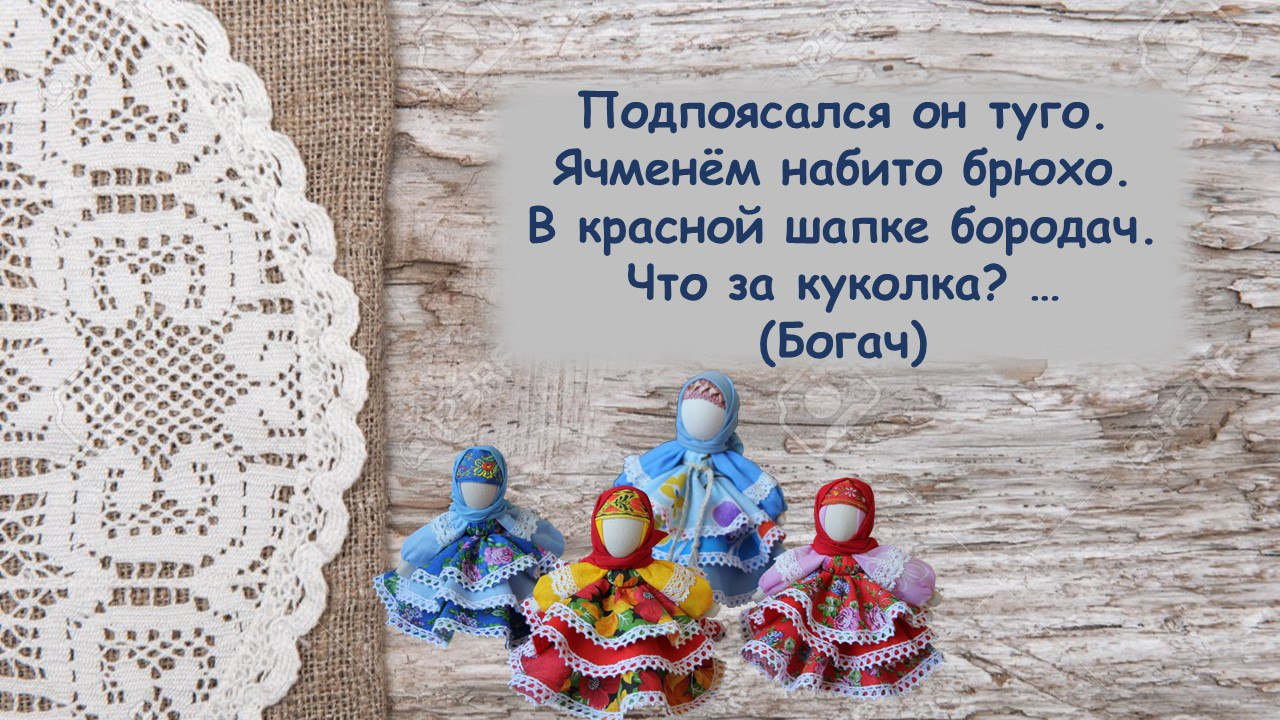 Подпоясался он туго.
Ячменём набито брюхо.
В красной шапке бородач.
Что за куколка? …
(Богач)